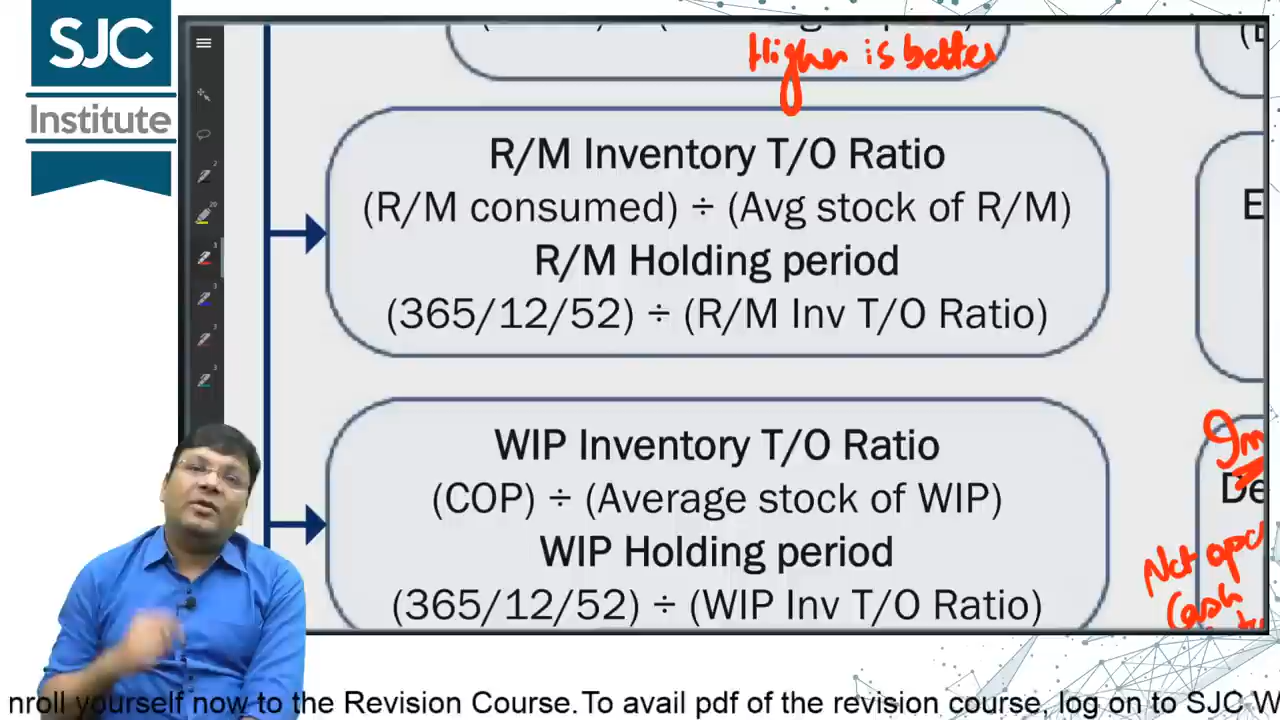 SJC
Institute
Higher is better
R/M Inventory T/O Ratio
(R/M consumed) ÷ (Avg stock of R/M)
R/M Holding period
(365/12/52) ÷ (R/M Inv T/O Ratio)
WIP Inventory T/O Ratio
(COP) ÷ (Average stock of WIP)
WIP Holding period
(365/12/52) ÷ (WIP Inv T/O Ratio)
E
De
Cash
nroll yourself now to the Revision Course.To avail pdf of the revision course, log on to SJC W